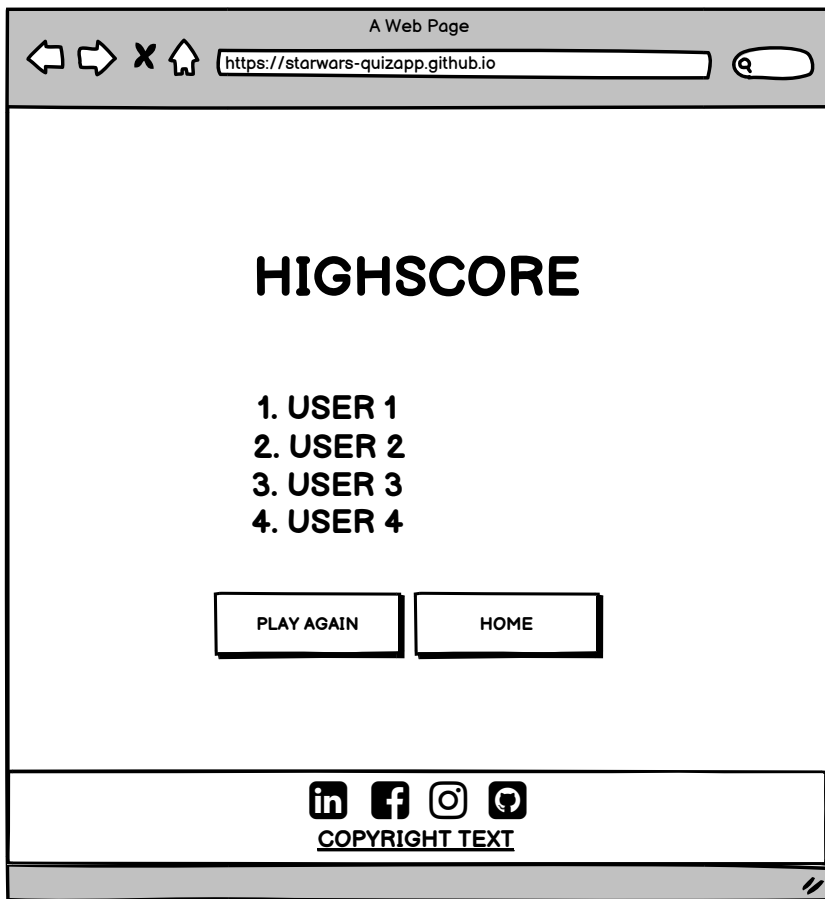 A Web Page
https://starwars-quizapp.github.io
HIGHSCORE
1. USER 1
2. USER 2
3. USER 3
4. USER 4
PLAY AGAIN
HOME
in f
COPYRIGHT TEXT